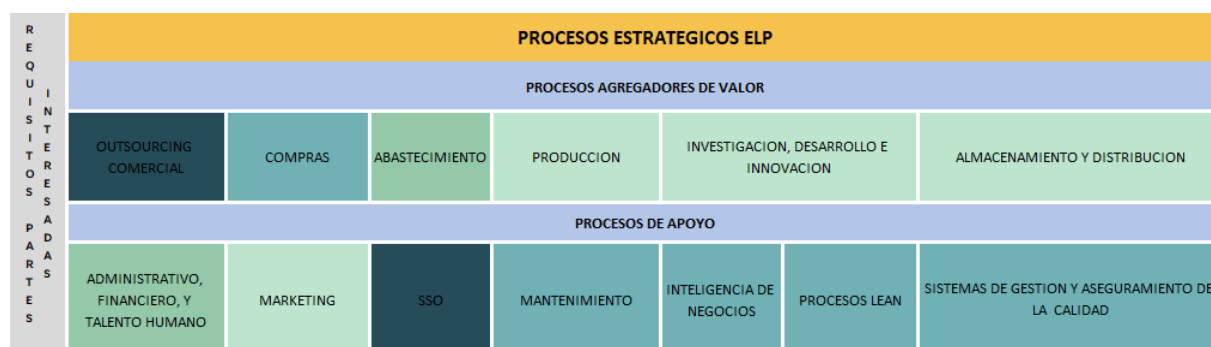 REQUISITOS PARTES
INTERESADAS
PROCESOS ESTRATEGICOS ELP
PROCESOS AGREGADORES DE VALOR
OUTSOURCING
COMERCIAL
COMPRAS
ABASTECIMIENTO
PRODUCCION
INVESTIGACION, DESARROLLO E
INNOVACION
ALMACENAMIENTO Y DISTRIBUCION
PROCESOS DE APOYO
ADMINISTRATIVO,
FINANCIERO, Y
TALENTO HUMANO
MARKETING
SSO
MANTENIMIENTO
INTELIGENCIA DE
NEGOCIOS
PROCESOS LEAN
SISTEMAS DE GESTION Y ASEGURAMIENTO DE
LA CALIDAD